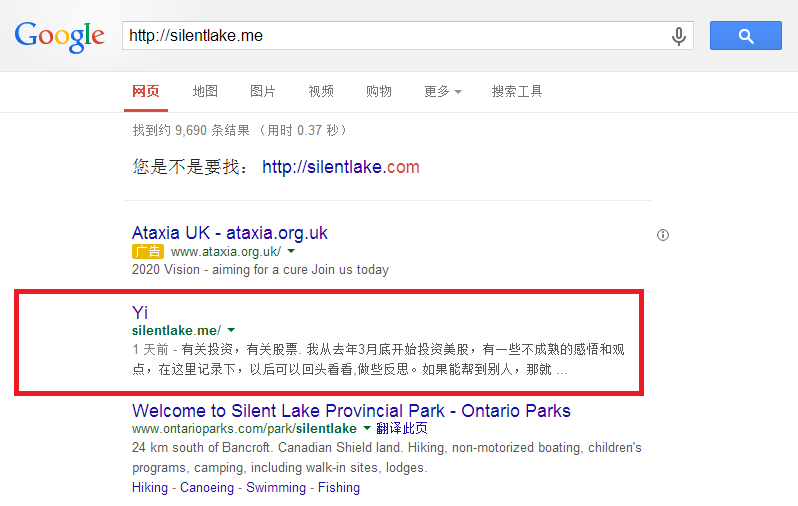 Google
http://silentlake.me
网页 地图 图片 视频 购物 更多 搜索工具
找到约 9,690 条结果 （用时 0.37 秒）
您是不是要找： http://silentlake.com
Ataxia UK - ataxia.org.uk
广告 www.ataxia.org.uk/
2020 Vision - aiming for a cure Join us today
Yi
silentlake.me/
1 天前 - 有关投资，有关股票. 我从去年3月底开始投资美股，有一些不成熟的感悟和观
点，在这里记录下，以后可以回头看看,做些反思。如果能帮到别人，那就 ...
Welcome to Silent Lake Provincial Park - Ontario Parks
www.ontarioparks.com/park/silentlake 翻译此页
24 km south of Bancroft. Canadian Shield land. Hiking, non-motorized boating, children's
programs, camping, including walk-in sites, lodges.
Hiking - Canoeing - Swimming - Fishing